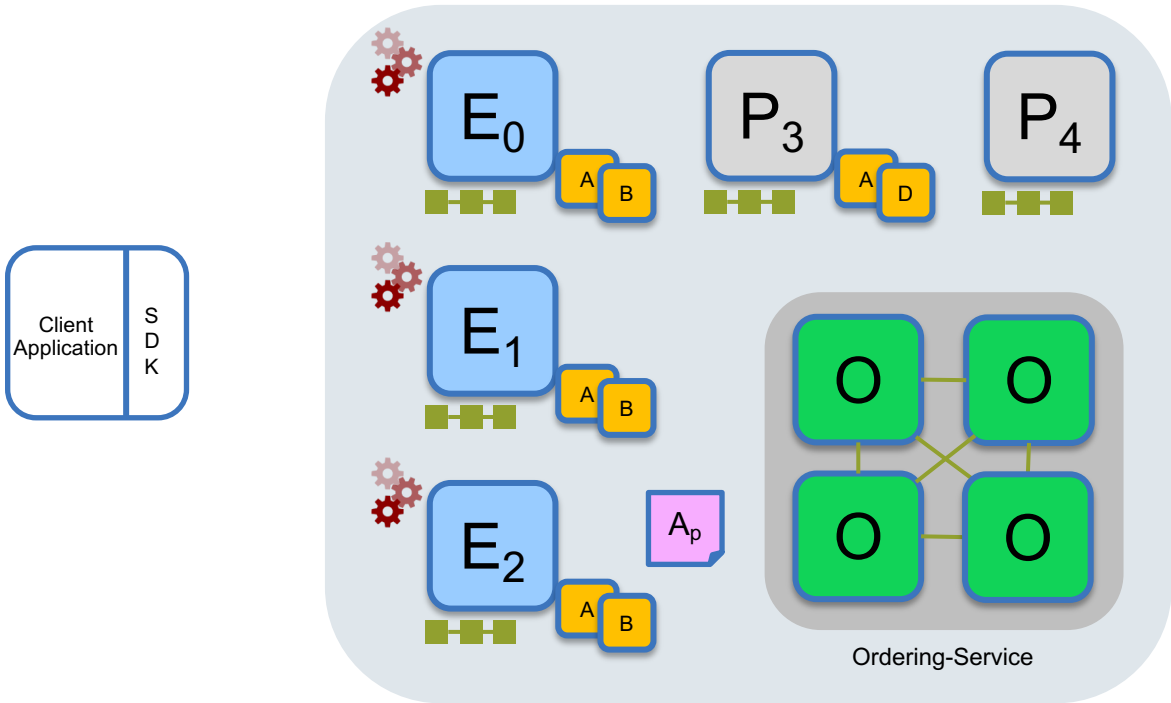 E₀
A
B
P₃
A
D
P₄
Client
Application
S
D
K
E₁
A
B
O
O
E₂
A
B
Aₚ
O
O
Ordering-Service